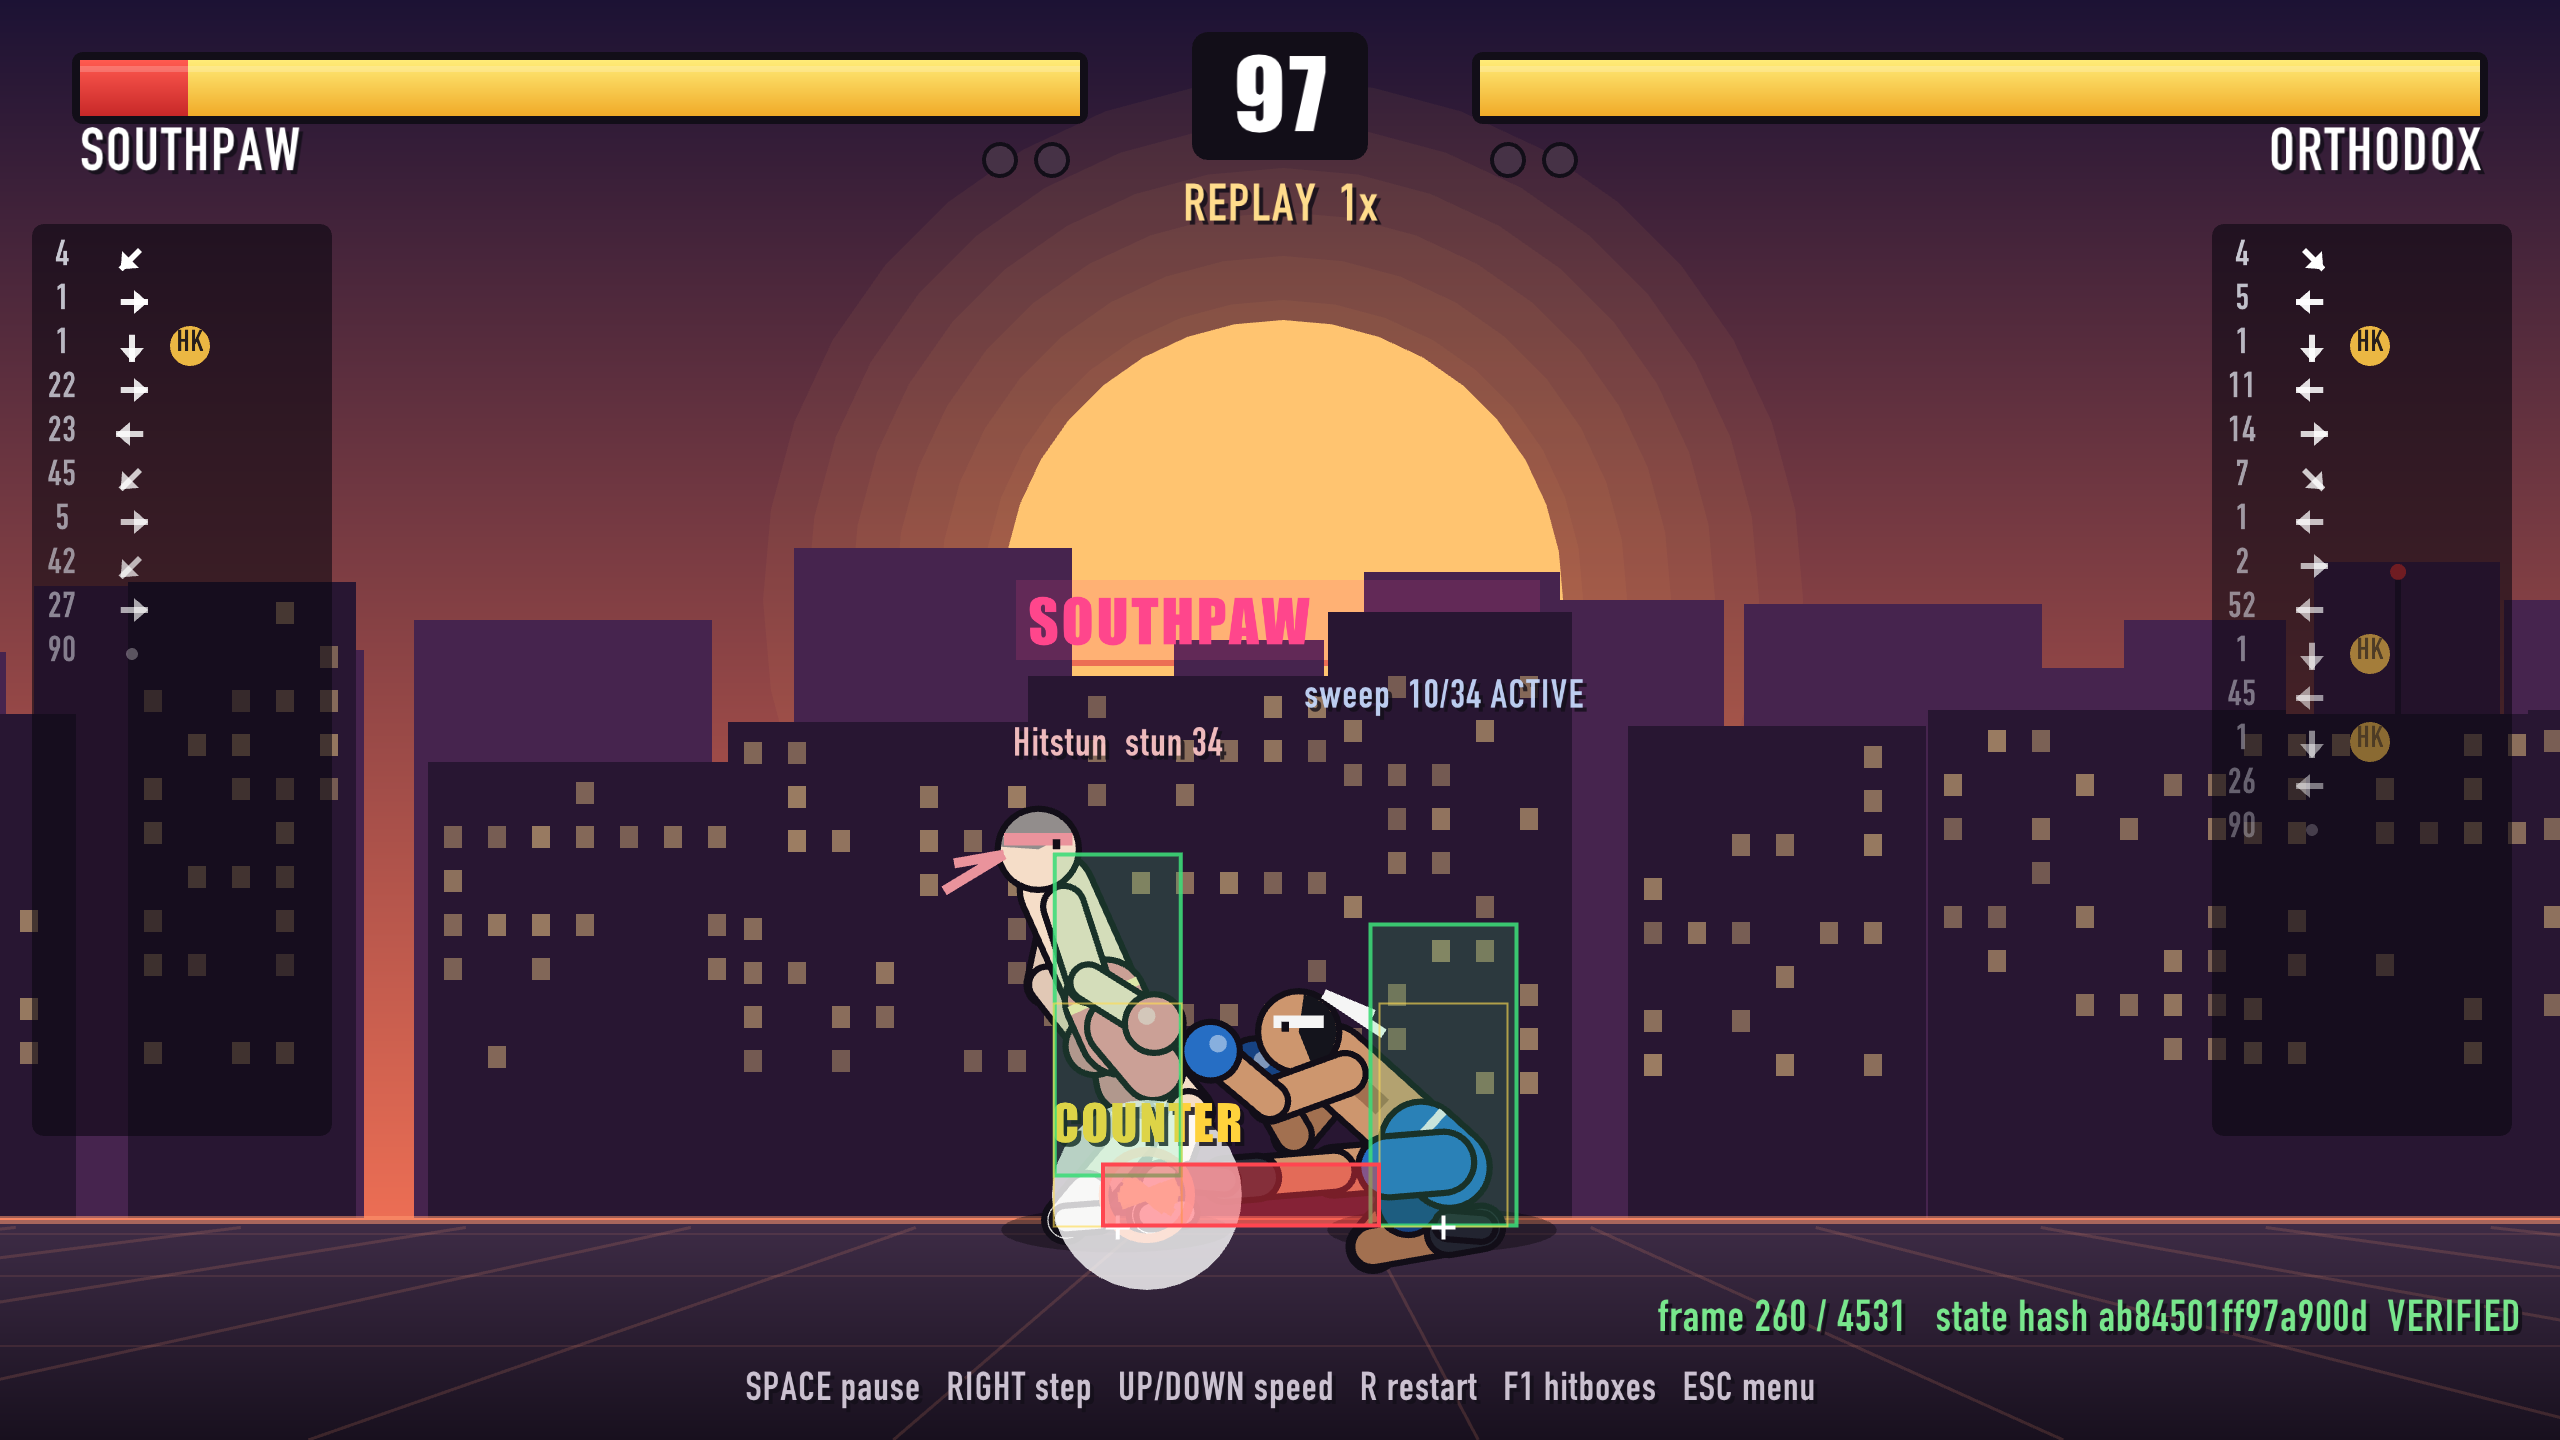 97
SOUTHPAW
ORTHODOX
REPLAY 1x
4
1
1 HK
22
23
45
5
42
27
90
4
5
1 HK
11
14
7
1
2
52
1 HK
45
1 HK
26
90
SOUTHPAW
sweep 10/34 ACTIVE
Hitstun stun 34
COUNTER
frame 260 / 4531 state hash ab84501ff97a900d VERIFIED
SPACE pause RIGHT step UP/DOWN speed R restart F1 hitboxes ESC menu